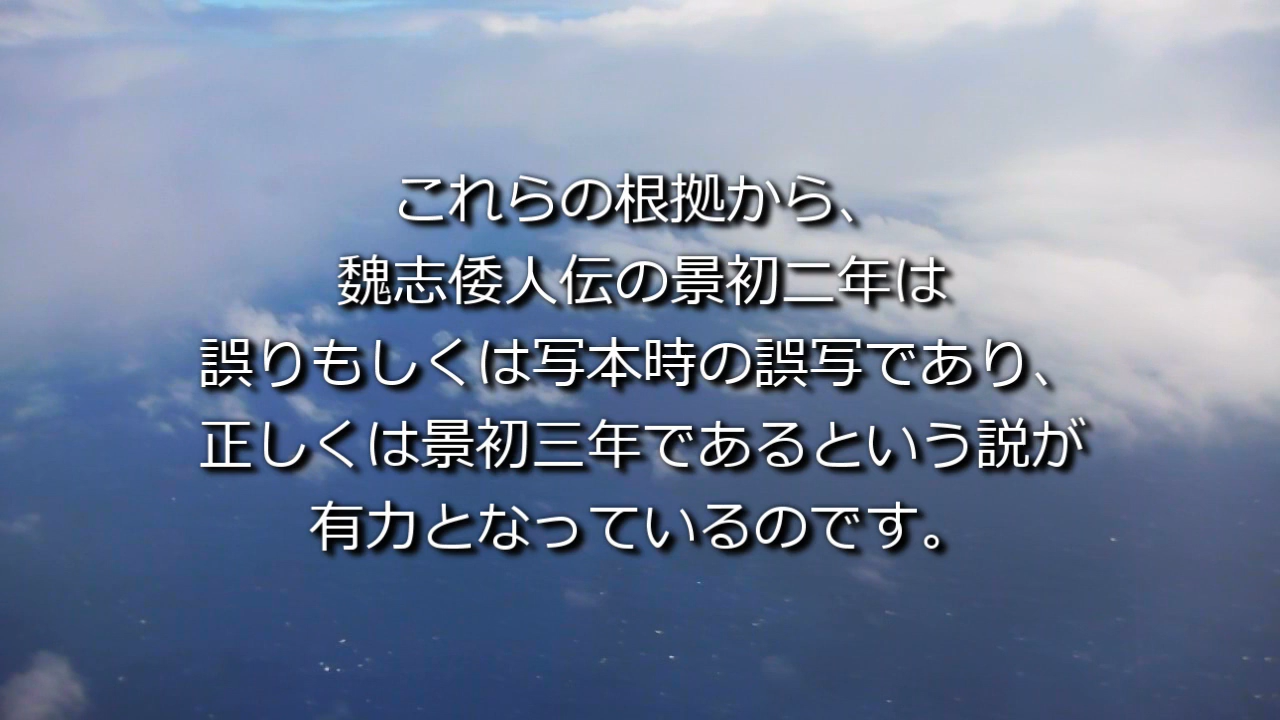 これらの根拠から、
魏志倭人伝の景初二年は
誤りもしくは写本時の誤写であり、
正しくは景初三年であるという説が
有力となっているのです。